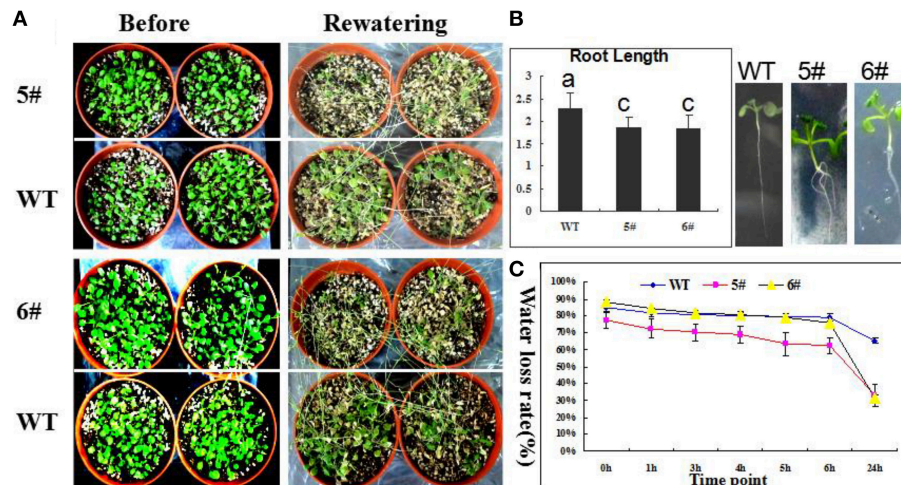 A
Before
Rewatering
5#
WT
6#
WT
B
Root Length
3
2.5
2
1.5
1
0.5
0
a
c
c
WT
5#
6#
WT
5#
6#
C
WT
5#
6#
Water loss rate(%)
100%
90%
80%
70%
60%
50%
40%
30%
20%
10%
0%
0h
1h
3h
4h
5h
6h
24h
Time point